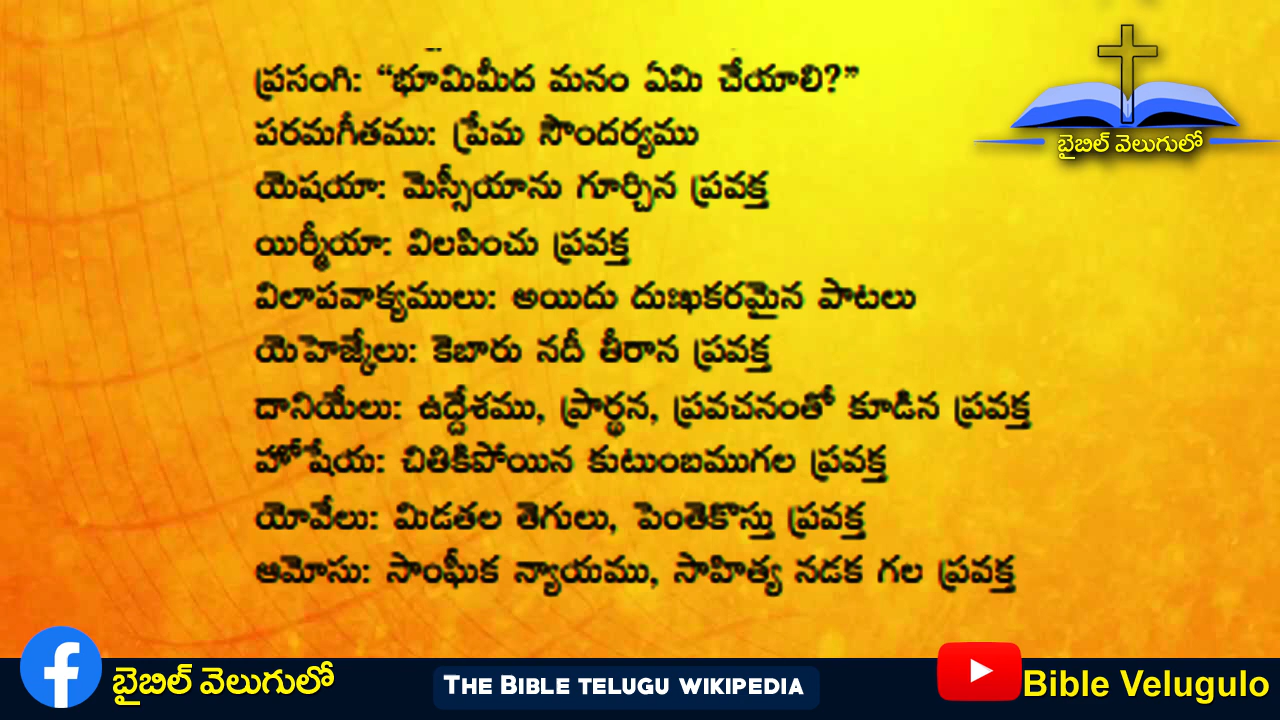 ప్రసంగి: “భూమిమీద మనం ఏమి చేయాలి?”
పరమగీతము: ప్రేమ సౌందర్యము
యెషయా: మెస్సీయాను గూర్చిన ప్రవక్త
యిర్మీయా: విలపించు ప్రవక్త
విలాపవాక్యములు: అయిదు దుఃఖకరమైన పాటలు
యెహెజ్కేలు: కెబారు నదీ తీరాన ప్రవక్త
దానియేలు: ఉద్దేశము, ప్రార్థన, ప్రవచనంతో కూడిన ప్రవక్త
హోషేయ: చితికిపోయిన కుటుంబముగల ప్రవక్త
యోవేలు: మిడతల తెగులు, పెంతెకొస్తు ప్రవక్త
ఆమోసు: సాంఘీక న్యాయము, సాహిత్య నడక గల ప్రవక్త
బైబిల్ వెలుగులో
బైబిల్ వెలుగులో
THE BIBLE TELUGU WIKIPEDIA
Bible Velugulo